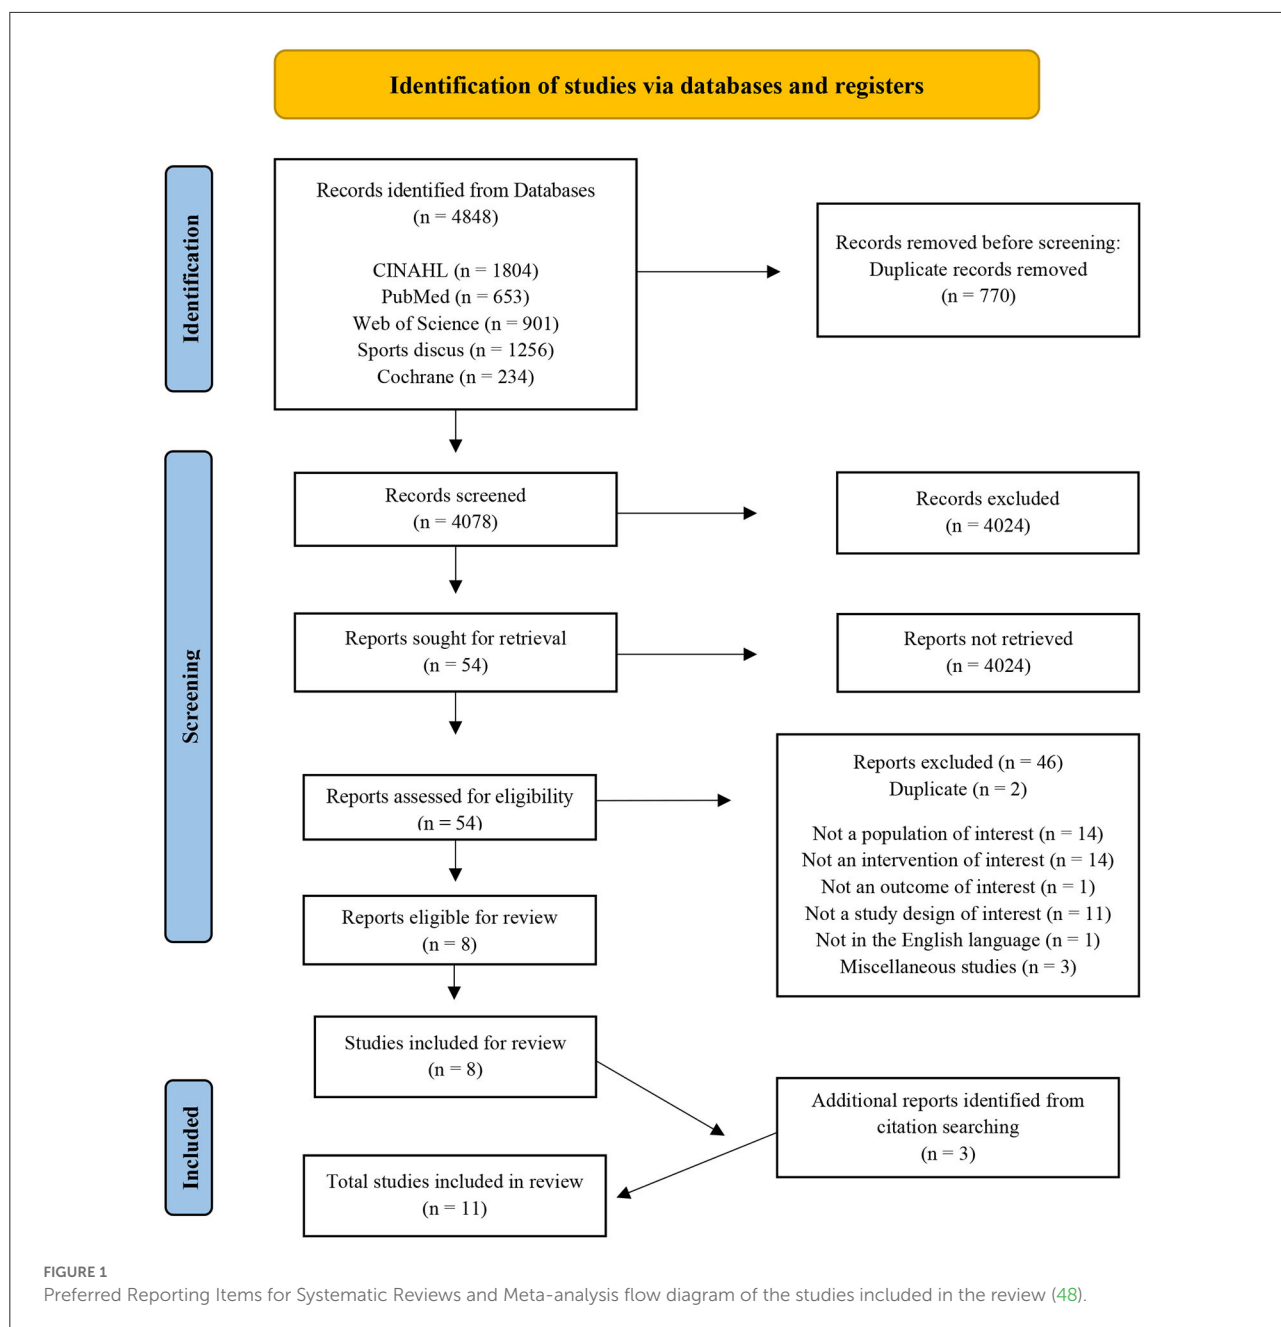 Identification of studies via databases and registers
Identification
Records identified from Databases
(n = 4848)
CINAHL (n = 1804)
PubMed (n = 653)
Web of Science (n = 901)
Sports discus (n = 1256)
Cochrane (n = 234)
Records removed before screening:
Duplicate records removed
(n = 770)
Screening
Records screened
(n = 4078)
Records excluded
(n = 4024)
Reports sought for retrieval
(n = 54)
Reports not retrieved
(n = 4024)
Reports assessed for eligibility
(n = 54)
Reports excluded (n = 46)
Duplicate (n = 2)
Not a population of interest (n = 14)
Not an intervention of interest (n = 14)
Not an outcome of interest (n = 1)
Not a study design of interest (n = 11)
Not in the English language (n = 1)
Miscellaneous studies (n = 3)
Reports eligible for review
(n = 8)
Studies included for review
(n = 8)
Included
Additional reports identified from
citation searching
(n = 3)
Total studies included in review
(n = 11)
FIGURE 1
Preferred Reporting Items for Systematic Reviews and Meta-analysis flow diagram of the studies included in the review (48).